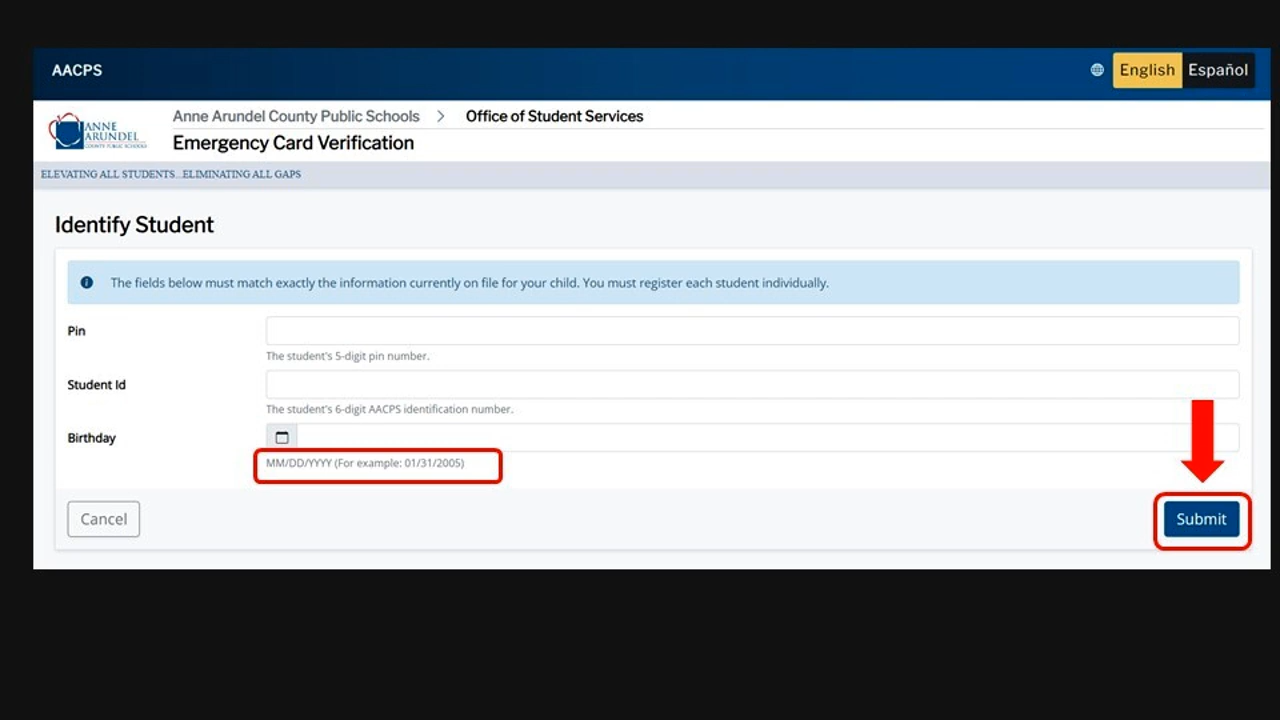 AACPS
English Español
ANNE
ARUNDEL
COUNTY PUBLIC SCHOOLS
Anne Arundel County Public Schools > Office of Student Services
Emergency Card Verification
ELEVATING ALL STUDENTS...ELIMINATING ALL GAPS
Identify Student
The fields below must match exactly the information currently on file for your child. You must register each student individually.
Pin
The student's 5-digit pin number.
Student Id
The student's 6-digit AACPS identification number.
Birthday
MM/DD/YYYY (For example: 01/31/2005)
Cancel
Submit